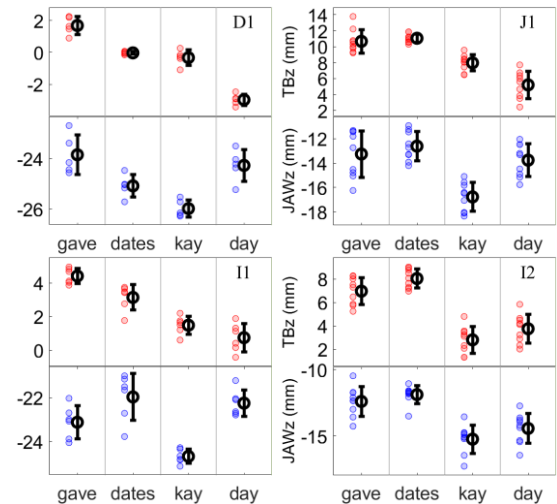 D1
2
0
-2
-24
-26
gave dates kay day
J1
TBz (mm)
14
12
10
8
6
4
2
JAWz (mm)
-12
-14
-16
-18
gave dates kay day
I1
4
2
0
-22
-24
gave dates kay day
I2
TBz (mm)
8
6
4
2
JAWz (mm)
-10
-15
gave dates kay day